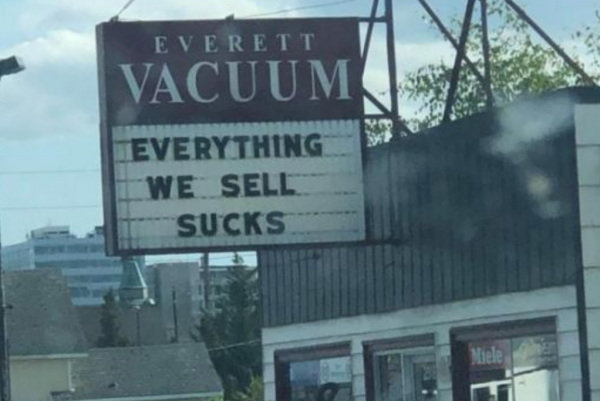 EVERETT
VACUUM
EVERYTHING
WE SELL
SUCKS
Miele